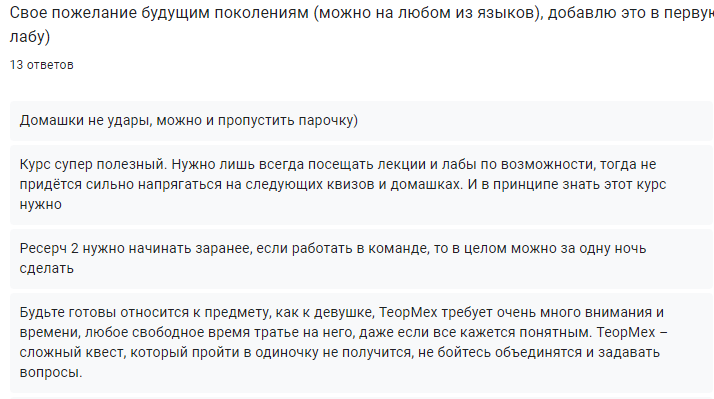 Свое пожелание будущим поколениям (можно на любом из языков), добавлю это в первую
лабу)
13 ответов
Домашки не удары, можно и пропустить парочку)
Курс супер полезный. Нужно лишь всегда посещать лекции и лабы по возможности, тогда не
придётся сильно напрягаться на следующих квизов и домашках. И в принципе знать этот курс
нужно
Ресерч 2 нужно начинать заранее, если работать в команде, то в целом можно за одну ночь
сделать
Будьте готовы относится к предмету, как к девушке, ТеорМех требует очень много внимания и
времени, любое свободное время тратье на него, даже если все кажется понятным. ТеорМех –
сложный квест, который пройти в одиночку не получится, не бойтесь объединятся и задавать
вопросы.